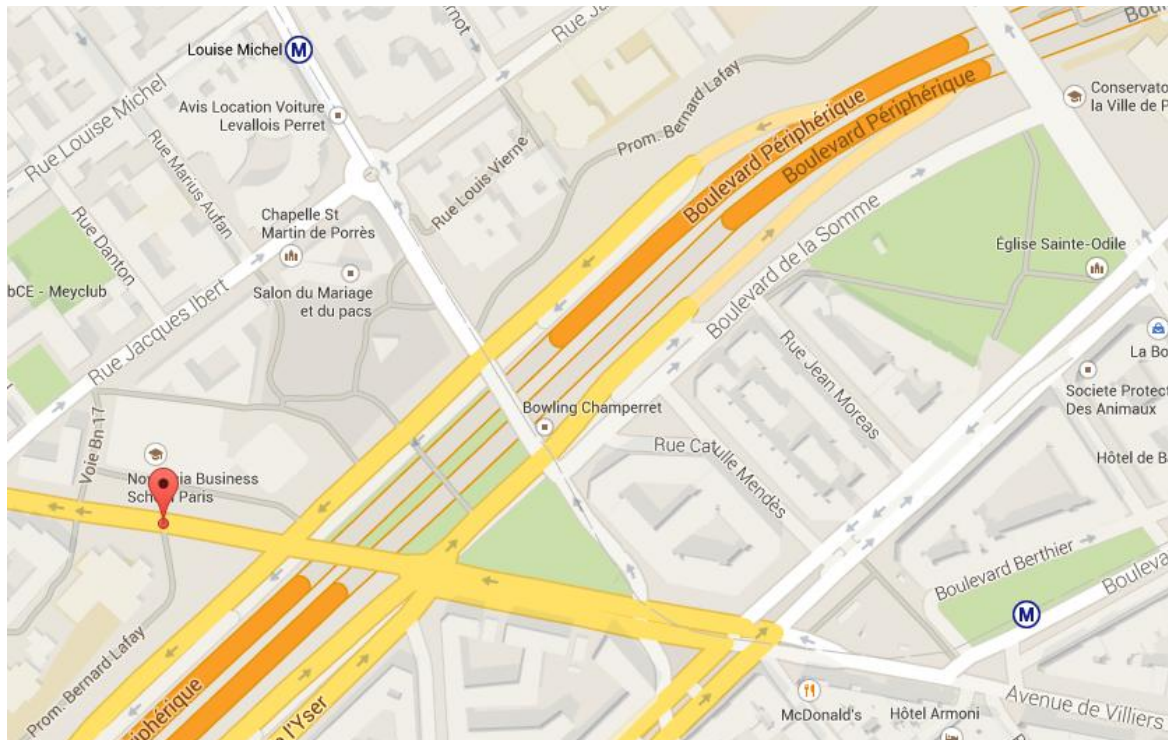 Louise Michel
M
Avis Location Voiture
Levallois Perret
Rue Louise Michel
Rue Marius Aufan
Rue Danton
Rue Louis Vierne
Prom. Bernard Lafay
Boulevard Périphérique
Boulevard Périphérique
Conservato
la Ville de P
Chapelle St
Martin de Porrès
Salon du Mariage
et du pacs
bCE - Meyclub
Rue Jacques Ibert
Boulevard de la Somme
Église Sainte-Odile
Rue Jean Moreas
La Bo
Societe Protect
Des Animaux
Hôtel de Ba
Bowling Champerret
Rue Catulle Mendès
Voie Bn 17
Business
Paris
Boulevard Berthier
Boulevar
M
Prom. Bernard Lafay
Périphérique
l'Yser
McDonald's
Hôtel Armoni
Avenue de Villiers